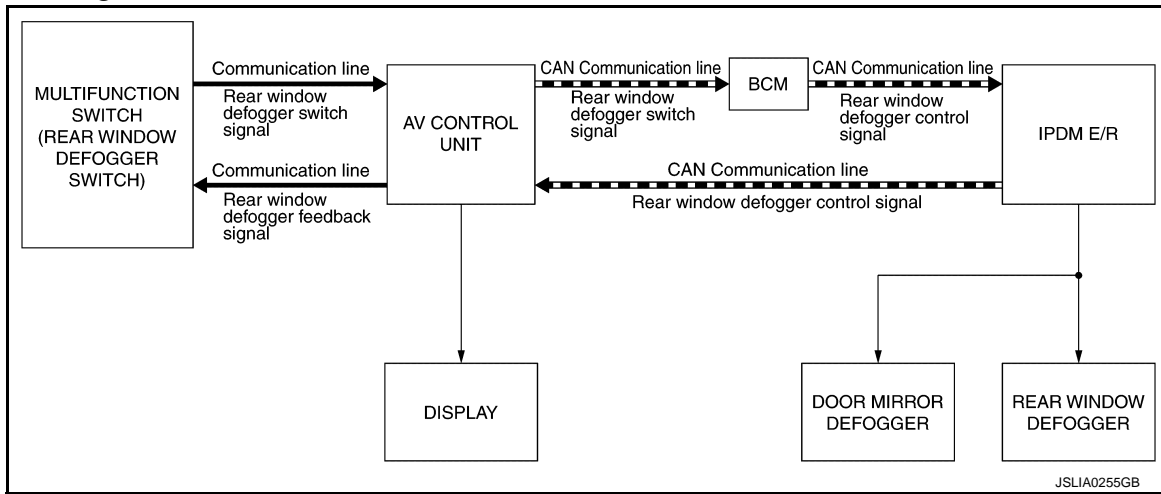 MULTIFUNCTION
SWITCH
(REAR WINDOW
DEFOGGER
SWITCH)
Communication line
Rear window
defogger switch
signal
Communication line
Rear window
defogger feedback
signal
AV CONTROL
UNIT
CAN Communication line
Rear window
defogger switch
signal
BCM
CAN Communication line
Rear window
defogger control
signal
CAN Communication line
Rear window defogger control signal
IPDM E/R
DISPLAY
DOOR MIRROR
DEFOGGER
REAR WINDOW
DEFOGGER
JSLIA0255GB